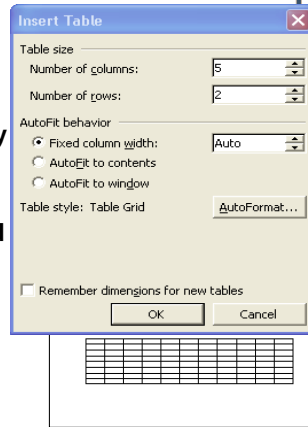 Insert Table
Table size
Number of columns: 5
Number of rows: 2
AutoFit behavior
Fixed column width: Auto
AutoFit to contents
AutoFit to window
Table style: Table Grid AutoFormat...
Remember dimensions for new tables
OK Cancel